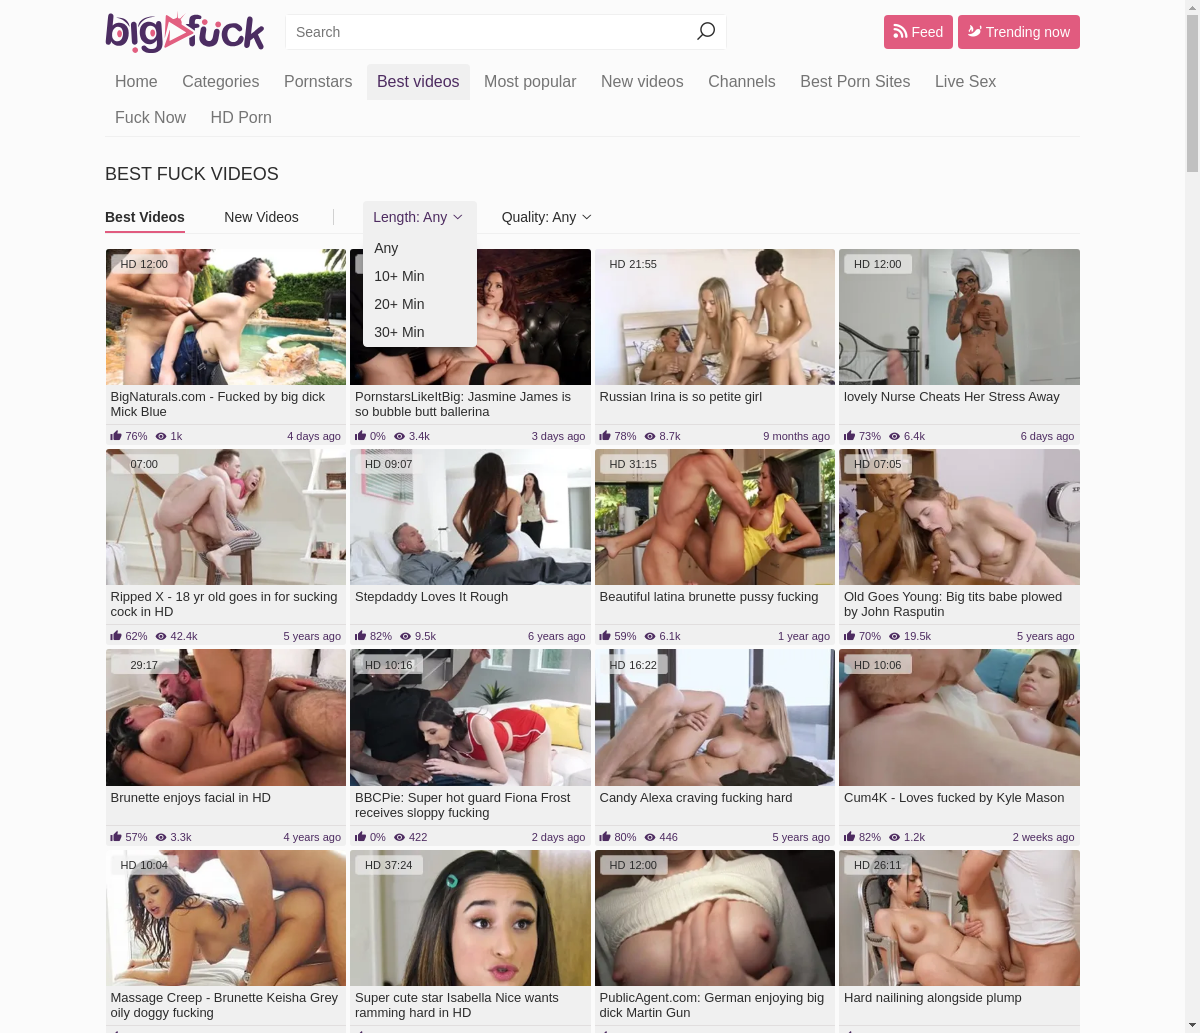 bigfuck
Search
Feed
Trending now
Home Categories Pornstars Best videos Most popular New videos Channels Best Porn Sites Live Sex
Fuck Now HD Porn
BEST FUCK VIDEOS
Best Videos New Videos Length: Any Quality: Any
Any
10+ Min
20+ Min
30+ Min
HD 12:00
HD 21:55
HD 12:00
BigNaturals.com - Fucked by big dick
Mick Blue
76% 1k 4 days ago
PornstarsLikeItBig: Jasmine James is
so bubble butt ballerina
0% 3.4k 3 days ago
Russian Irina is so petite girl
78% 8.7k 9 months ago
lovely Nurse Cheats Her Stress Away
73% 6.4k 6 days ago
07:00
HD 09:07
HD 31:15
HD 07:05
Ripped X - 18 yr old goes in for sucking
cock in HD
62% 42.4k 5 years ago
Stepdaddy Loves It Rough
82% 9.5k 6 years ago
Beautiful latina brunette pussy fucking
59% 6.1k 1 year ago
Old Goes Young: Big tits babe plowed
by John Rasputin
70% 19.5k 5 years ago
29:17
HD 10:16
HD 16:22
HD 10:06
Brunette enjoys facial in HD
57% 3.3k 4 years ago
BBCPie: Super hot guard Fiona Frost
receives sloppy fucking
0% 422 2 days ago
Candy Alexa craving fucking hard
80% 446 5 years ago
Cum4K - Loves fucked by Kyle Mason
82% 1.2k 2 weeks ago
HD 10:04
HD 37:24
HD 12:00
HD 26:11
Massage Creep - Brunette Keisha Grey
oily doggy fucking
Super cute star Isabella Nice wants
ramming hard in HD
PublicAgent.com: German enjoying big
dick Martin Gun
Hard nailining alongside plump